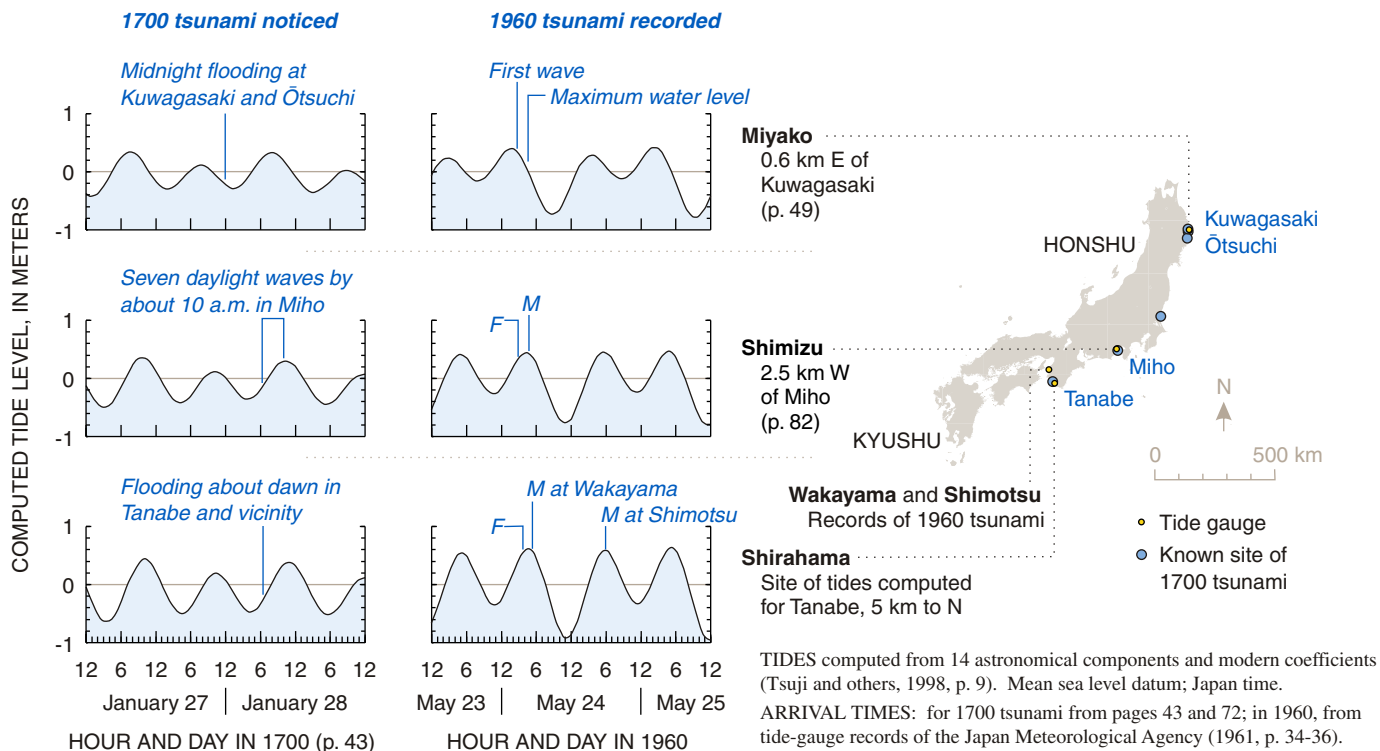 1700 tsunami noticed
1960 tsunami recorded
COMPUTED TIDE LEVEL, IN METERS
Midnight flooding at
Kuwagasaki and Ōtsuchi
First wave
Maximum water level
1
0
-1
Miyako
0.6 km E of
Kuwagasaki
(p. 49)
Seven daylight waves by
about 10 a.m. in Miho
F
M
1
0
-1
Shimizu
2.5 km W
of Miho
(p. 82)
Flooding about dawn in
Tanabe and vicinity
F
M at Wakayama
M at Shimotsu
1
0
-1
Wakayama and Shimotsu
Records of 1960 tsunami
Shirahama
Site of tides computed
for Tanabe, 5 km to N
12 6 12 6 12 6 12 6 12
January 27 January 28
HOUR AND DAY IN 1700 (p. 43)
12 6 12 6 12 6 12 6 12
May 23 May 24 May 25
HOUR AND DAY IN 1960
HONSHU
KYUSHU
Kuwagasaki
Ōtsuchi
Miho
Tanabe
N
0 500 km
Tide gauge
Known site of
1700 tsunami
TIDES computed from 14 astronomical components and modern coefficients
(Tsuji and others, 1998, p. 9). Mean sea level datum; Japan time.
ARRIVAL TIMES: for 1700 tsunami from pages 43 and 72; in 1960, from
tide-gauge records of the Japan Meteorological Agency (1961, p. 34-36).